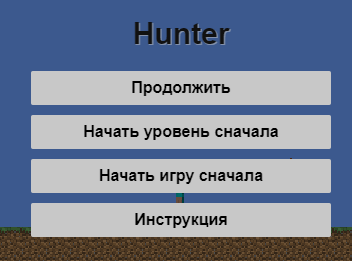 Hunter
Продолжить
Начать уровень сначала
Начать игру сначала
Инструкция